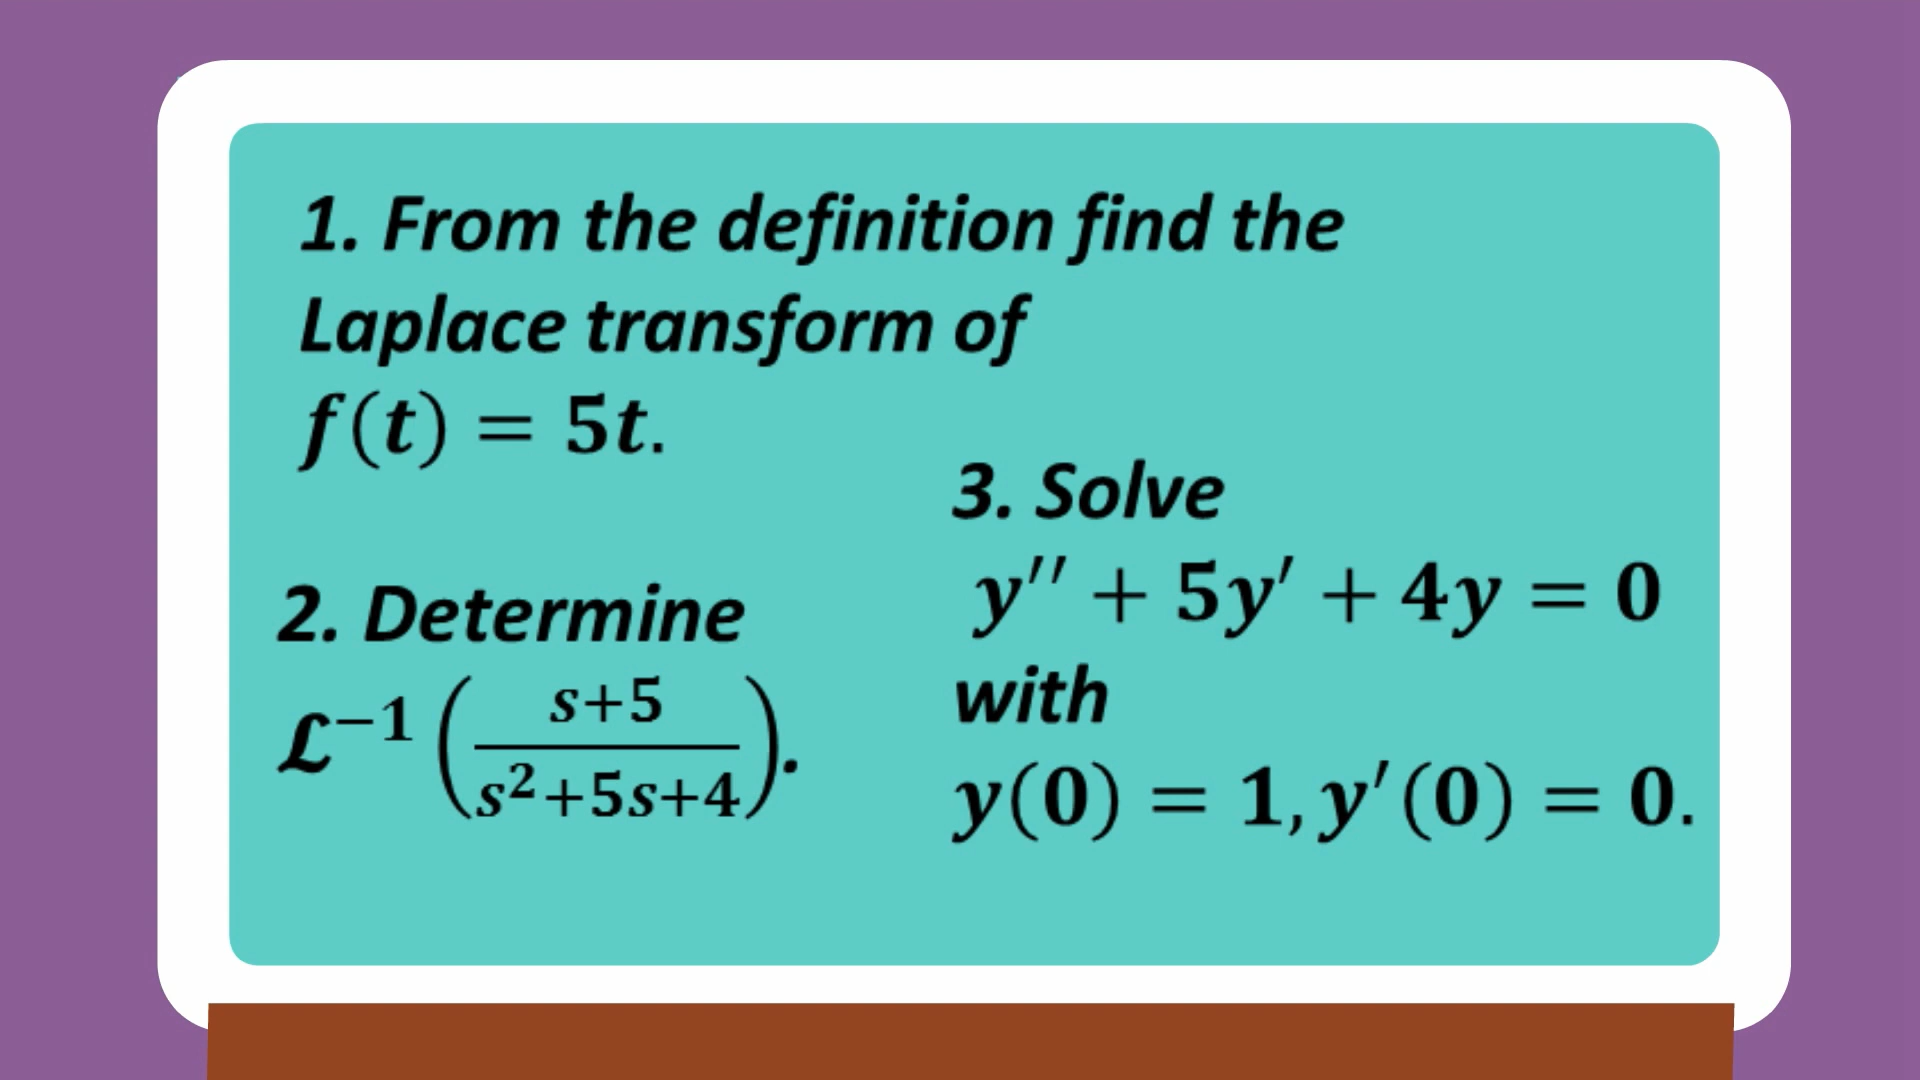 1. From the definition find the
Laplace transform of
f(t) = 5t.
2. Determine
ℒ⁻¹ ( (s+5) / (s²+5s+4) ).
3. Solve
y′′ + 5y′ + 4y = 0
with
y(0) = 1, y′(0) = 0.